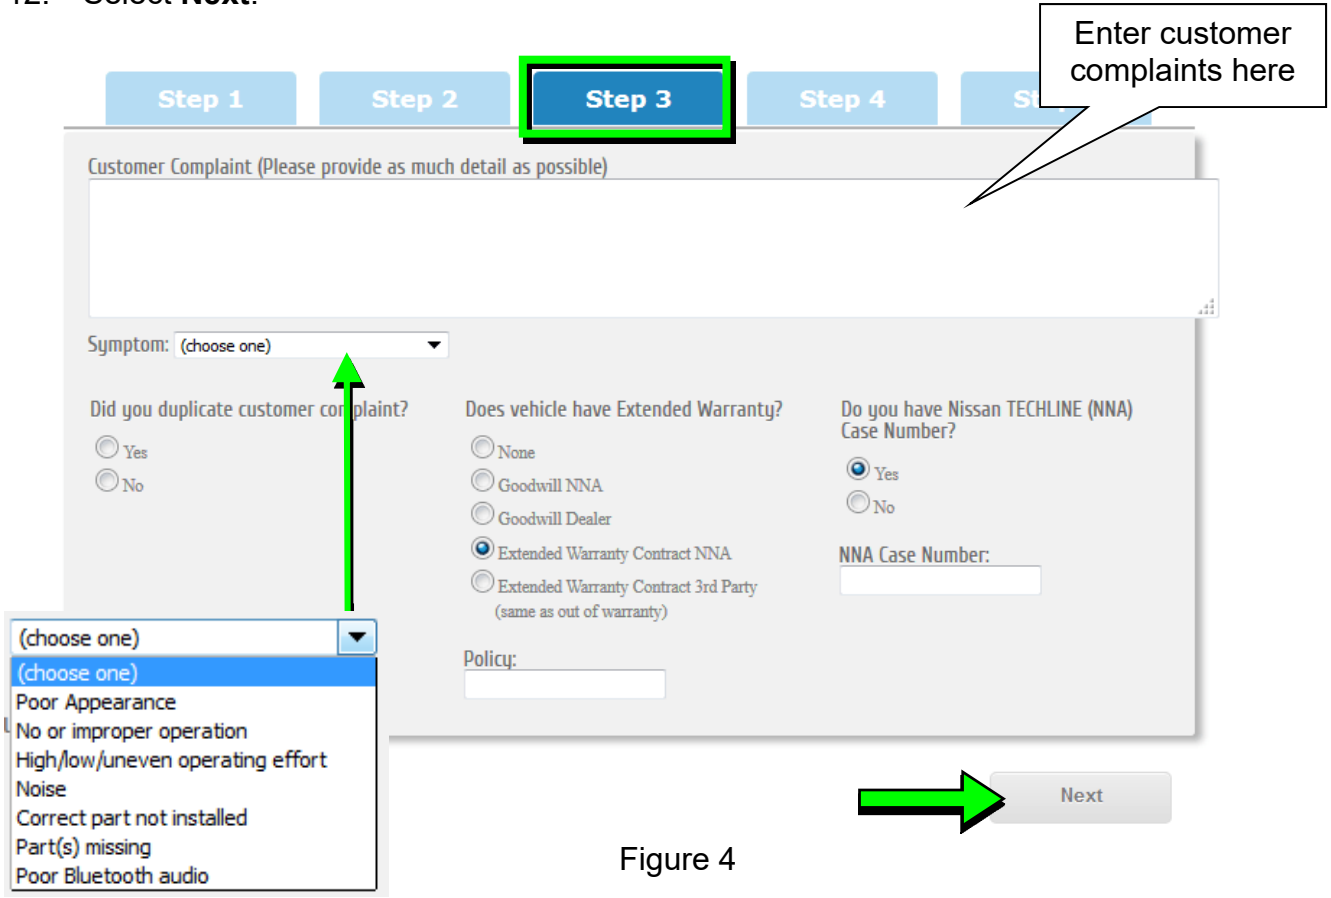 Enter customer
complaints here
Step 1
Step 2
Step 3
Step 4
Customer Complaint (Please provide as much detail as possible)
Symptom: (choose one)
Did you duplicate customer complaint?
Yes
No
Does vehicle have Extended Warranty?
None
Goodwill NNA
Goodwill Dealer
Extended Warranty Contract NNA
Extended Warranty Contract 3rd Party
(same as out of warranty)
Policy:
Do you have Nissan TECHLINE (NNA)
Case Number?
Yes
No
NNA Case Number:
(choose one)
(choose one)
Poor Appearance
No or improper operation
High/low/uneven operating effort
Noise
Correct part not installed
Part(s) missing
Poor Bluetooth audio
Next
Figure 4